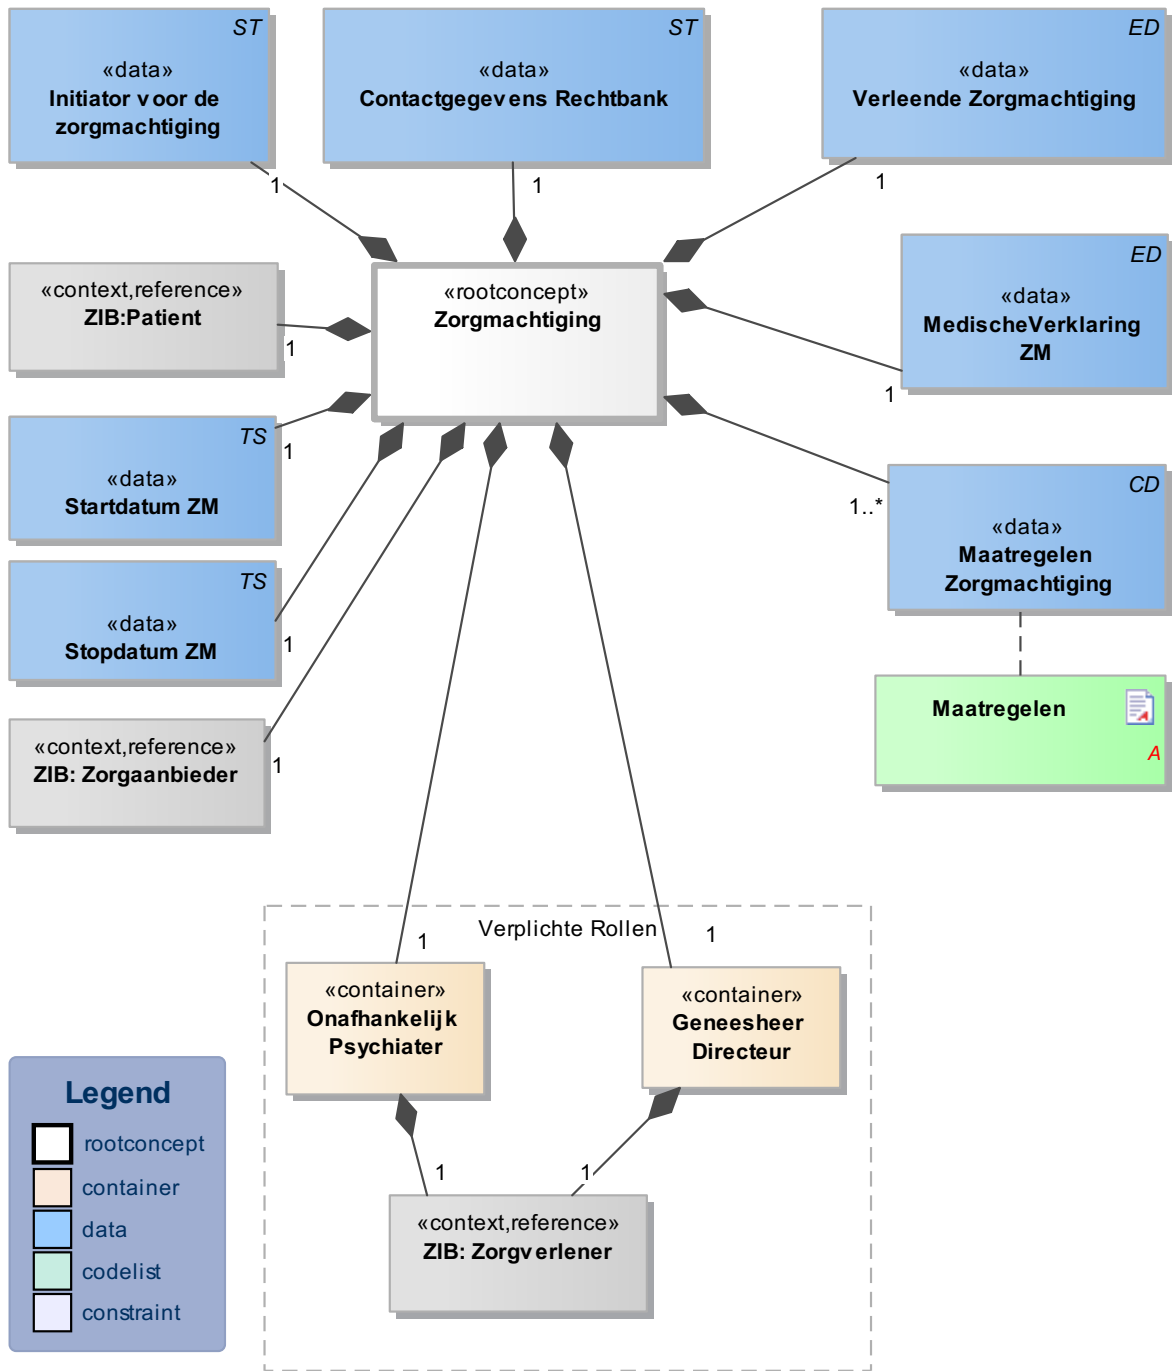 ST
«data»
Initiator voor de
zorgmachtiging
ST
«data»
Contactgegevens Rechtbank
ED
«data»
Verleende Zorgmachtiging
1
1
1
«context,reference»
ZIB:Patient
1
«rootconcept»
Zorgmachtiging
ED
«data»
MedischeVerklaring
ZM
1
TS
«data»
Startdatum ZM
1
CD
«data»
Maatregelen
Zorgmachtiging
1..*
TS
«data»
Stopdatum ZM
1
Maatregelen
A
«context,reference»
ZIB: Zorgaanbieder
1
Verplichte Rollen
1
1
«container»
Onafhankelijk
Psychiater
«container»
Geneesheer
Directeur
1
1
«context,reference»
ZIB: Zorgverlener
Legend
rootconcept
container
data
codelist
constraint